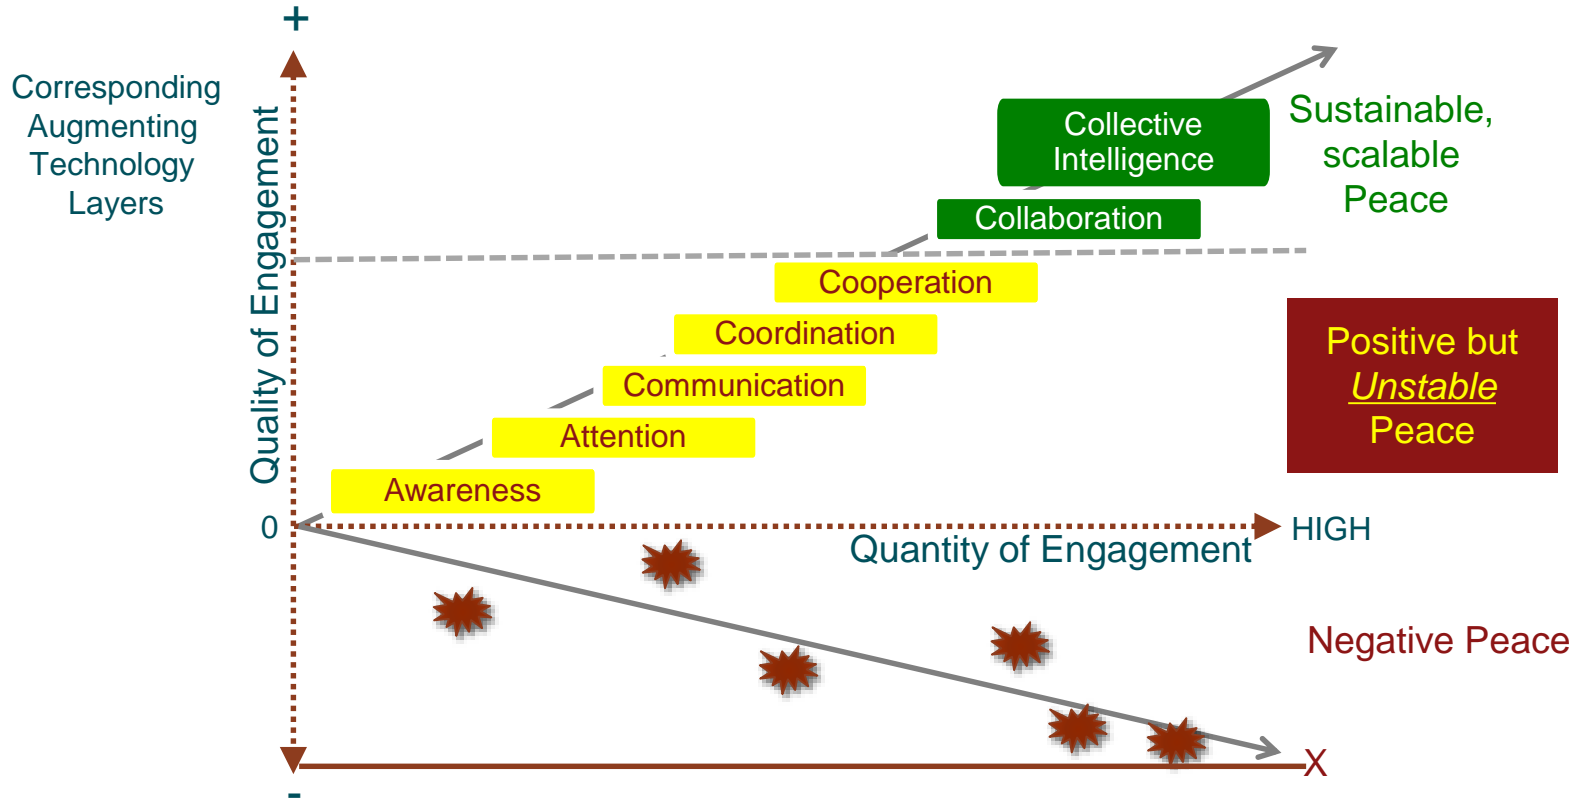 +
Corresponding
Augmenting
Technology
Layers
Quality of Engagement
Collective
Intelligence
Sustainable,
scalable
Peace
Collaboration
Cooperation
Coordination
Communication
Attention
Awareness
Positive but
Unstable
Peace
0
HIGH
Quantity of Engagement
Negative Peace
X
-